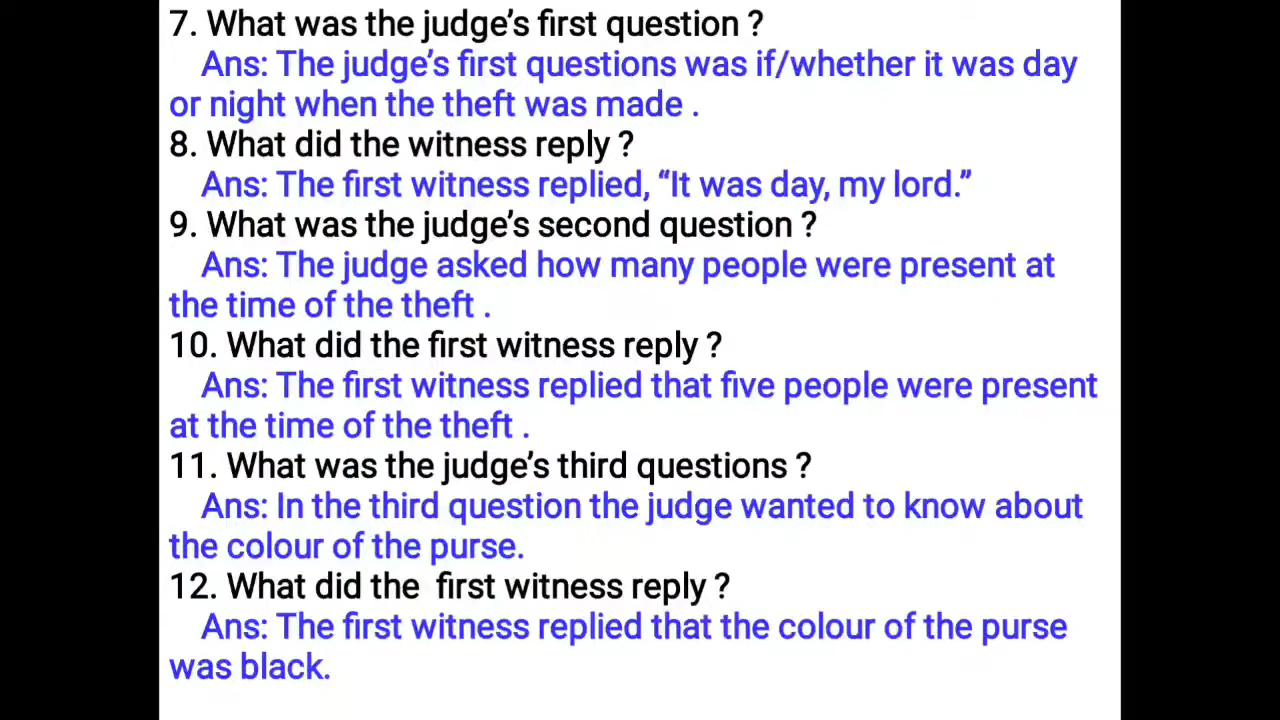 7. What was the judge’s first question ?
Ans: The judge’s first questions was if/whether it was day
or night when the theft was made .
8. What did the witness reply ?
Ans: The first witness replied, “It was day, my lord.”
9. What was the judge’s second question ?
Ans: The judge asked how many people were present at
the time of the theft .
10. What did the first witness reply ?
Ans: The first witness replied that five people were present
at the time of the theft .
11. What was the judge’s third questions ?
Ans: In the third question the judge wanted to know about
the colour of the purse.
12. What did the  first witness reply ?
Ans: The first witness replied that the colour of the purse
was black.